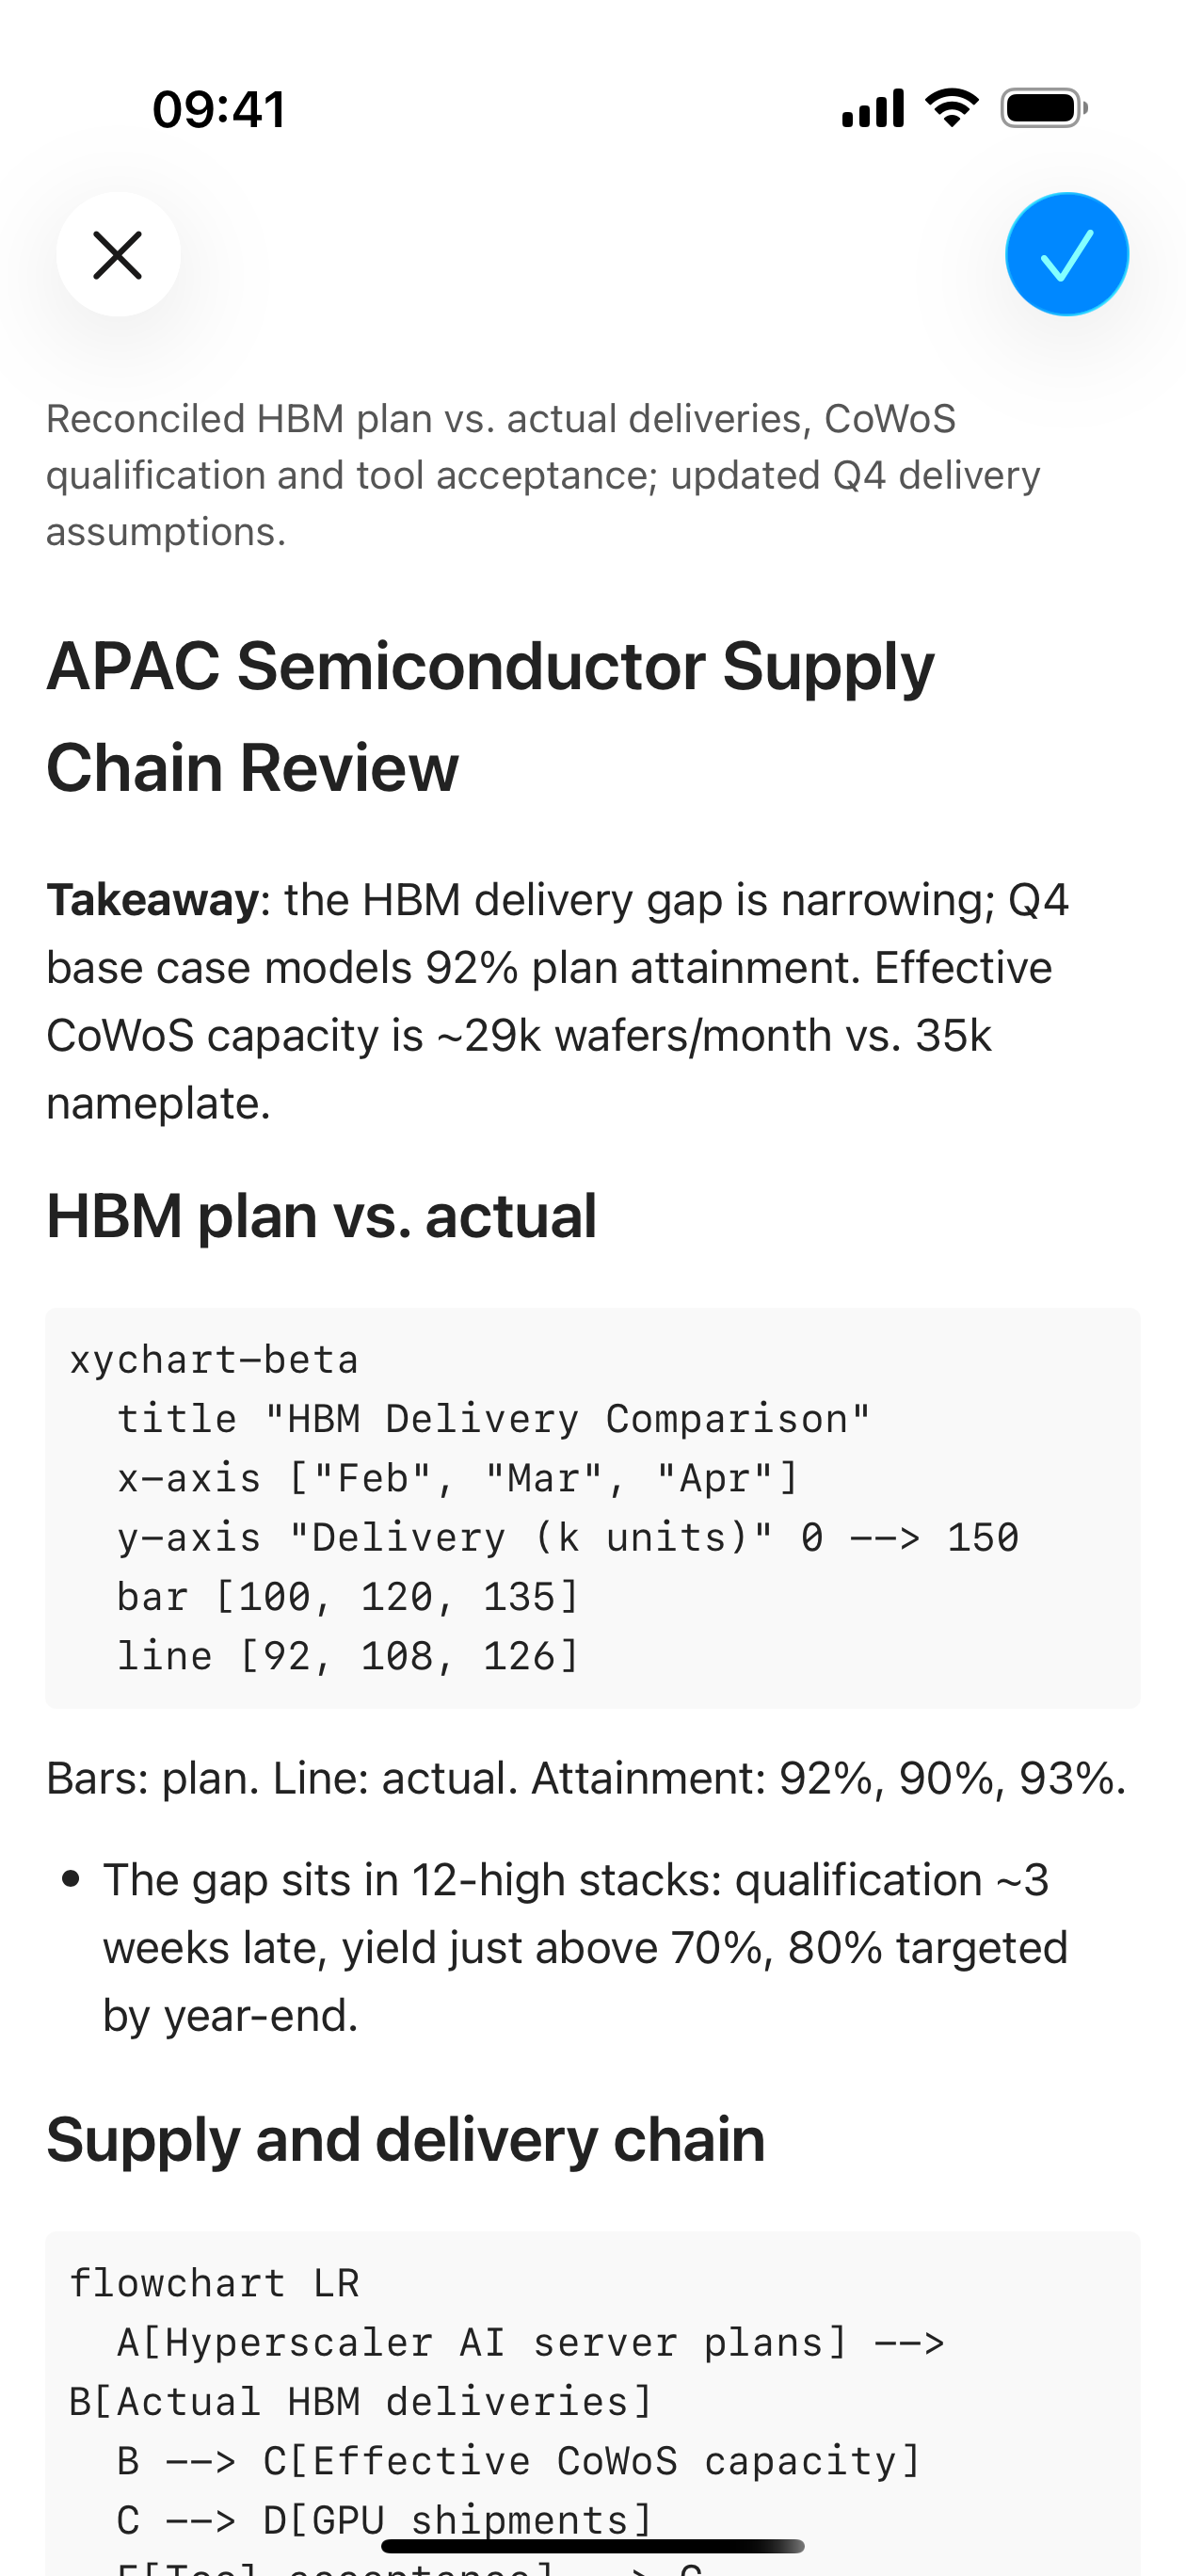 09:41
Reconciled HBM plan vs. actual deliveries, CoWoS
qualification and tool acceptance; updated Q4 delivery
assumptions.
APAC Semiconductor Supply
Chain Review
Takeaway: the HBM delivery gap is narrowing; Q4
base case models 92% plan attainment. Effective
CoWoS capacity is ~29k wafers/month vs. 35k
nameplate.
HBM plan vs. actual
xychart-beta
  title "HBM Delivery Comparison"
  x-axis ["Feb", "Mar", "Apr"]
  y-axis "Delivery (k units)" 0 --> 150
  bar [100, 120, 135]
  line [92, 108, 126]
Bars: plan. Line: actual. Attainment: 92%, 90%, 93%.
• The gap sits in 12-high stacks: qualification ~3
weeks late, yield just above 70%, 80% targeted
by year-end.
Supply and delivery chain
flowchart LR
  A[Hyperscaler AI server plans] -->
B[Actual HBM deliveries]
  B --> C[Effective CoWoS capacity]
  C --> D[GPU shipments]